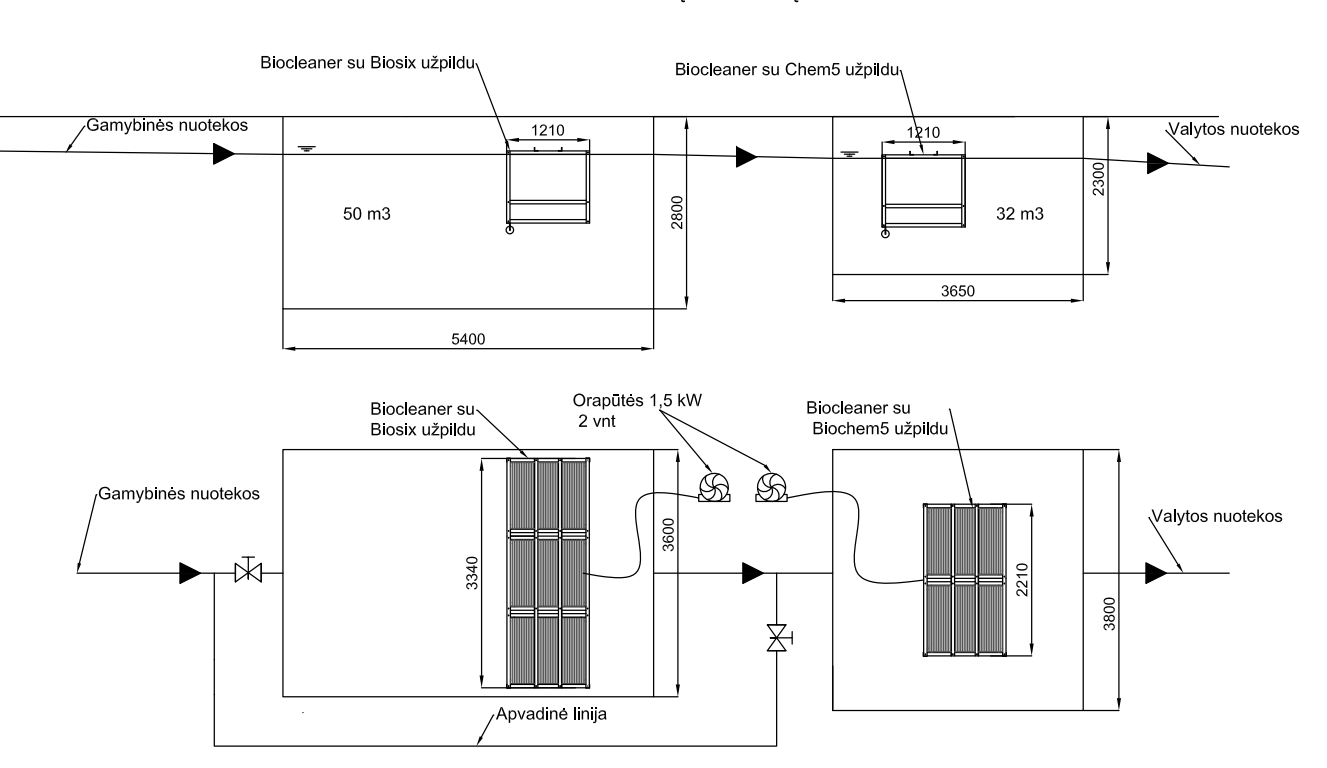 Biocleaner su Biosix užpildu
Biocleaner su Chem5 užpildu
Gamybinės nuotekos
1210
1210
Valytos nuotekos
50 m3
2800
32 m3
2300
3650
5400
Biocleaner su
Biosix užpildu
Orapūtės 1,5 kW
2 vnt
Biocleaner su
Biochem5 užpildu
Gamybinės nuotekos
3340
3600
2210
3800
Valytos nuotekos
Apvadinė linija